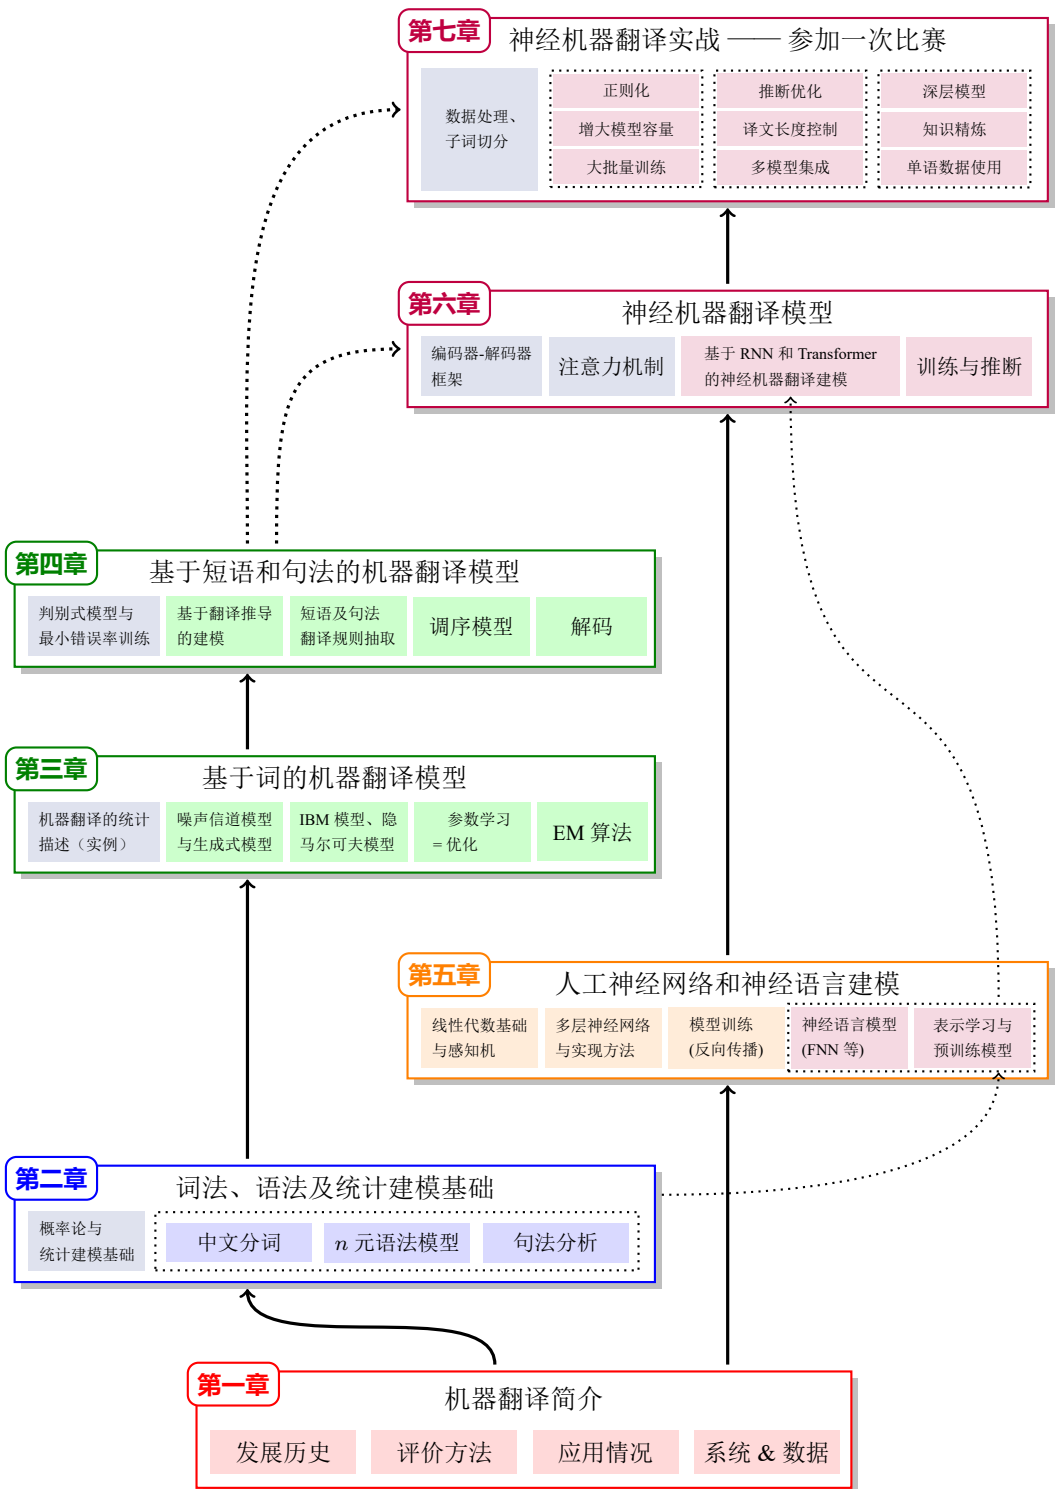 第七章
神经机器翻译实战 —— 参加一次比赛
数据处理、
子词切分
正则化
增大模型容量
大批量训练
推断优化
译文长度控制
多模型集成
深层模型
知识精炼
单语数据使用
第六章
神经机器翻译模型
编码器-解码器
框架
注意力机制
基于 RNN 和 Transformer
的神经机器翻译建模
训练与推断
第四章
基于短语和句法的机器翻译模型
判别式模型与
最小错误率训练
基于翻译推导
的建模
短语及句法
翻译规则抽取
调序模型
解码
第三章
基于词的机器翻译模型
机器翻译的统计
描述（实例）
噪声信道模型
与生成式模型
IBM 模型、隐
马尔可夫模型
参数学习
= 优化
EM 算法
第五章
人工神经网络和神经语言建模
线性代数基础
与感知机
多层神经网络
与实现方法
模型训练
(反向传播)
神经语言模型
(FNN 等)
表示学习与
预训练模型
第二章
词法、语法及统计建模基础
概率论与
统计建模基础
中文分词
n 元语法模型
句法分析
第一章
机器翻译简介
发展历史
评价方法
应用情况
系统 & 数据